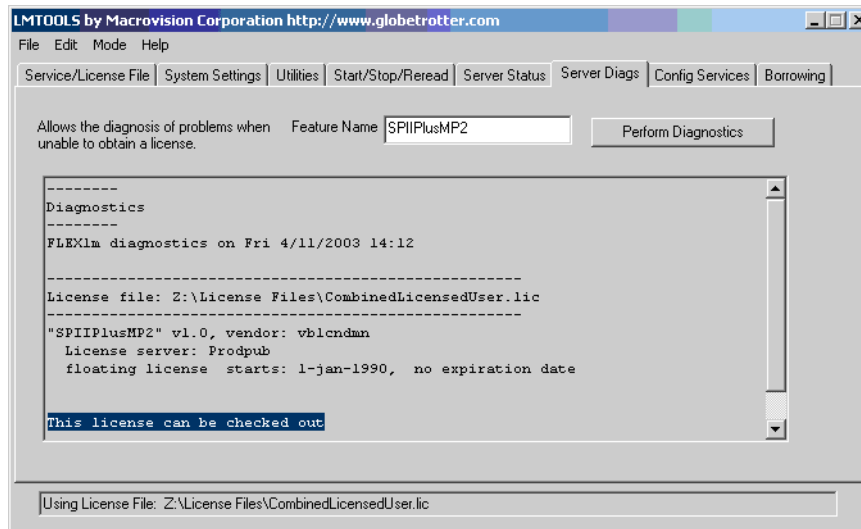 LMTOOLS by Macrovision Corporation http://www.globetrotter.com
File Edit Mode Help
Service/License File System Settings Utilities Start/Stop/Reread Server Status Server Diags Config Services Borrowing
Allows the diagnosis of problems when
unable to obtain a license.
Feature Name SPIIPlusMP2
Perform Diagnostics
--------
Diagnostics
--------
FLEXlm diagnostics on Fri 4/11/2003 14:12
-----------------------------------------------------
License file: Z:\License Files\CombinedLicensedUser.lic
-----------------------------------------------------
"SPIIPlusMP2" v1.0, vendor: vblcndmn
License server: Prodpub
floating license starts: 1-jan-1990, no expiration date
This license can be checked out
Using License File: Z:\License Files\CombinedLicensedUser.lic